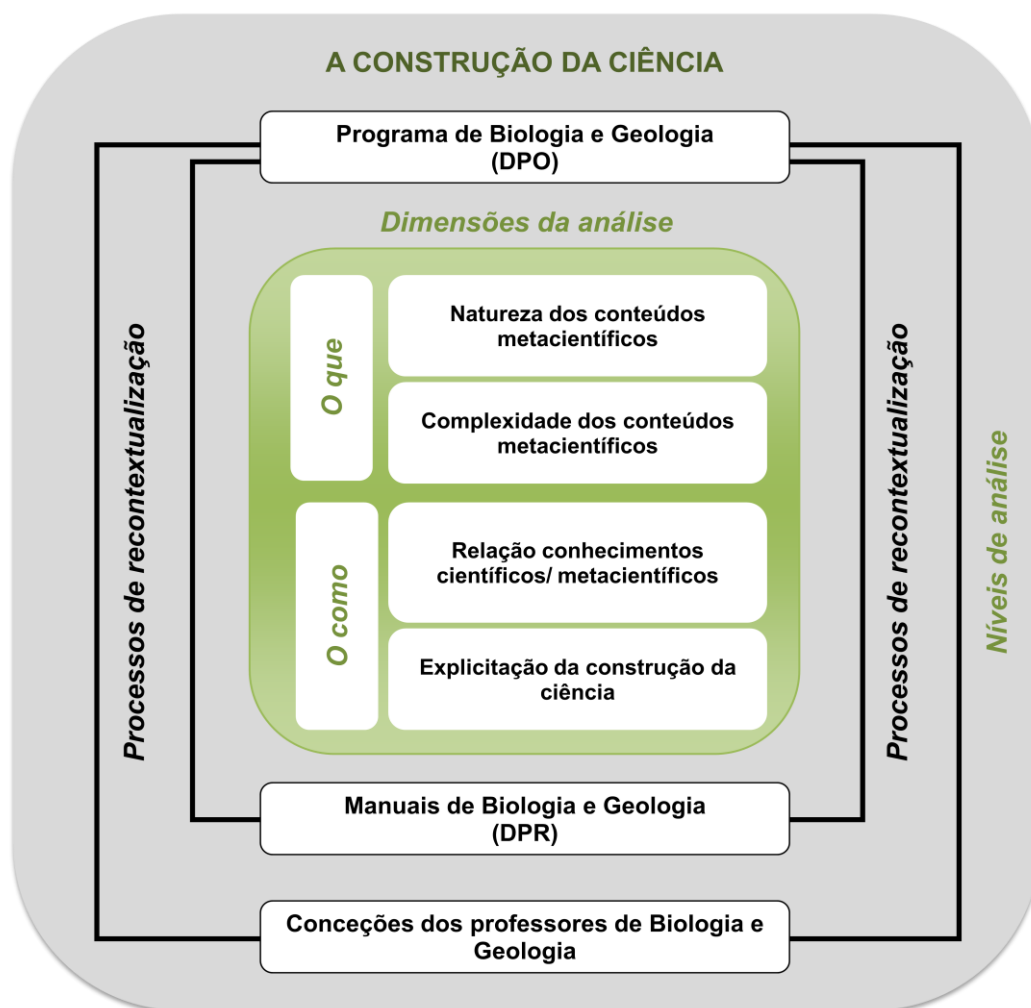 A CONSTRUÇÃO DA CIÊNCIA
Programa de Biologia e Geologia
(DPO)
Dimensões da análise
O que
Natureza dos conteúdos
metacientíficos
Complexidade dos conteúdos
metacientíficos
O como
Relação conhecimentos
científicos/ metacientíficos
Explicitação da construção da
ciência
Processos de recontextualização
Processos de recontextualização
Níveis de análise
Manuais de Biologia e Geologia
(DPR)
Conceções dos professores de Biologia e
Geologia